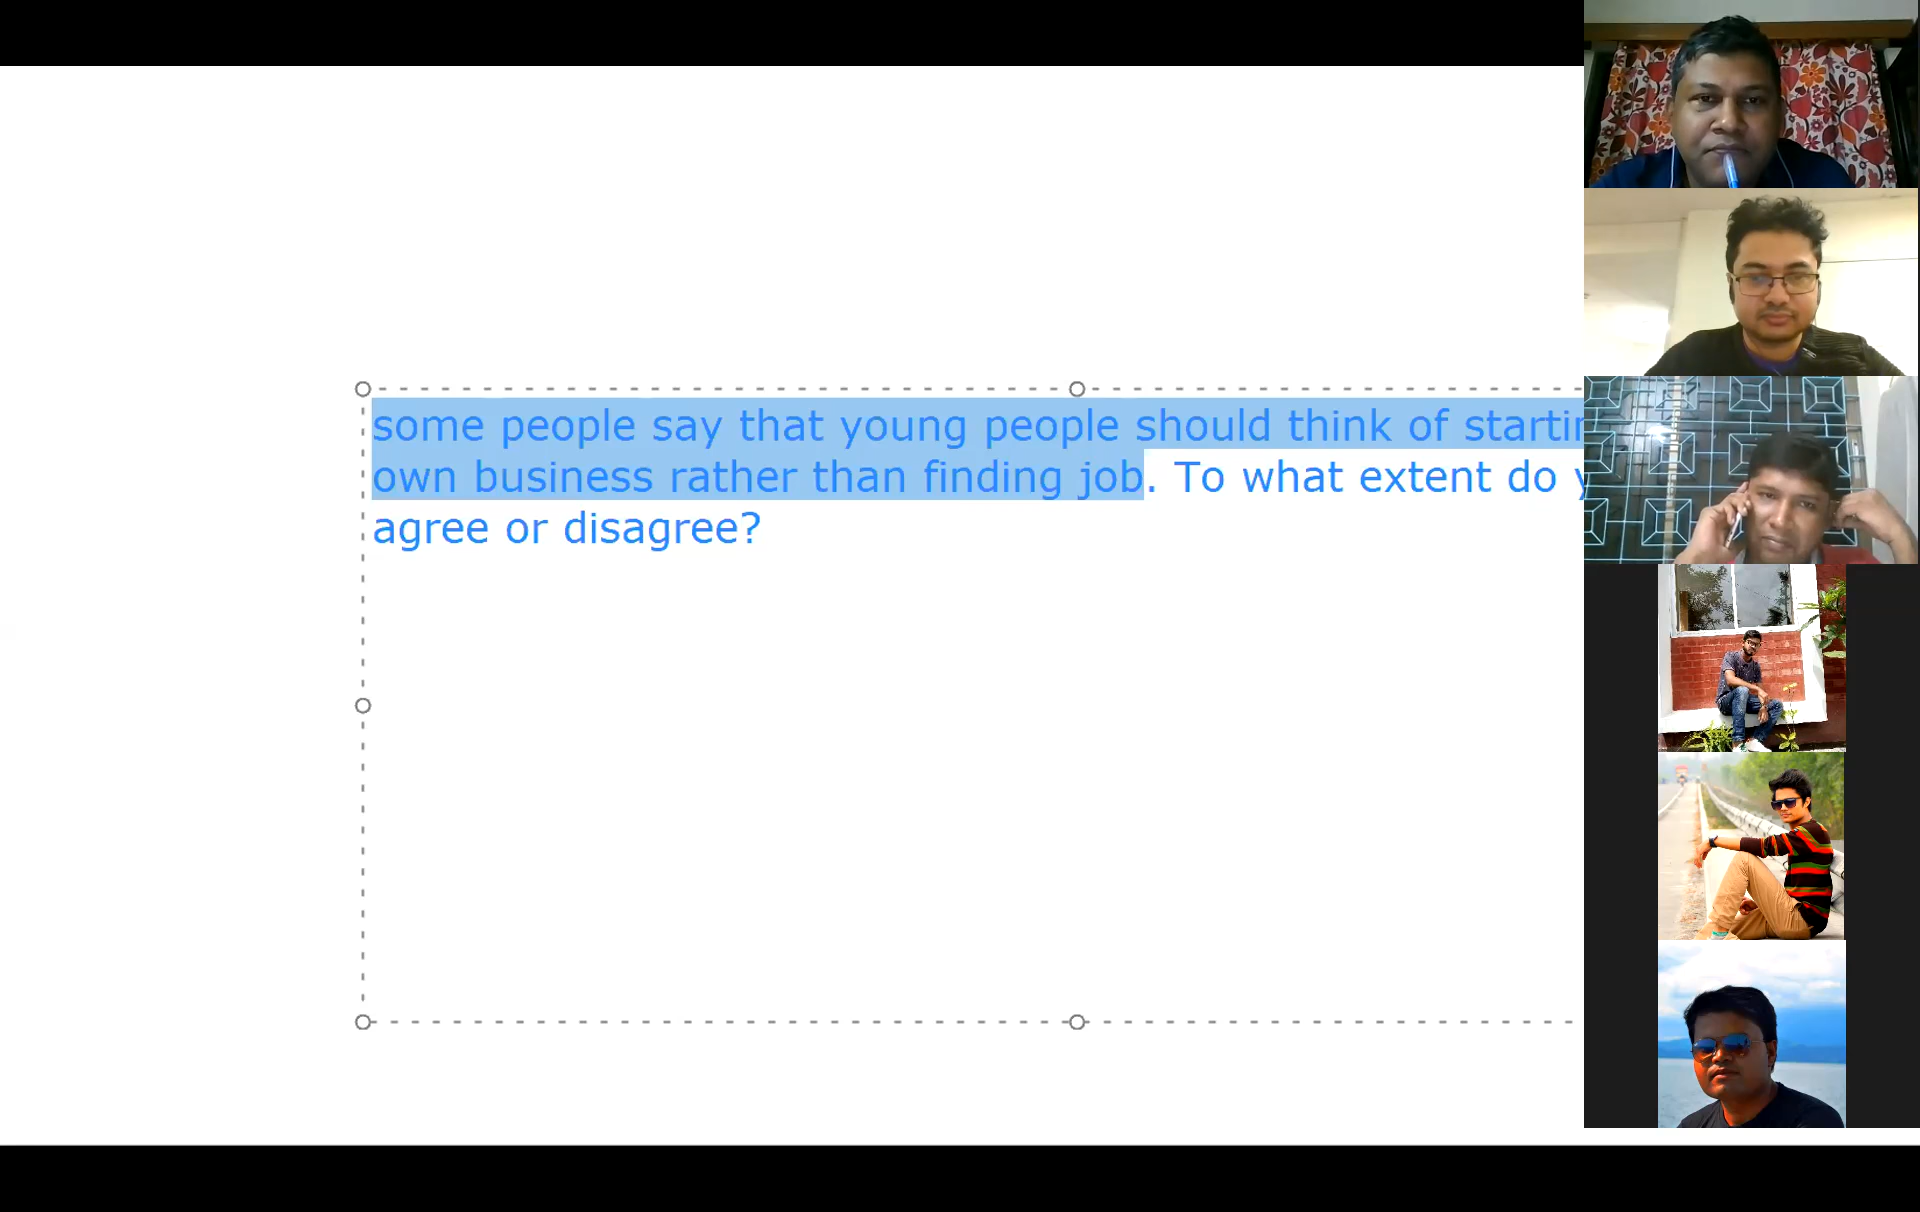 some people say that young people should think of startin
own business rather than finding job. To what extent do y
agree or disagree?